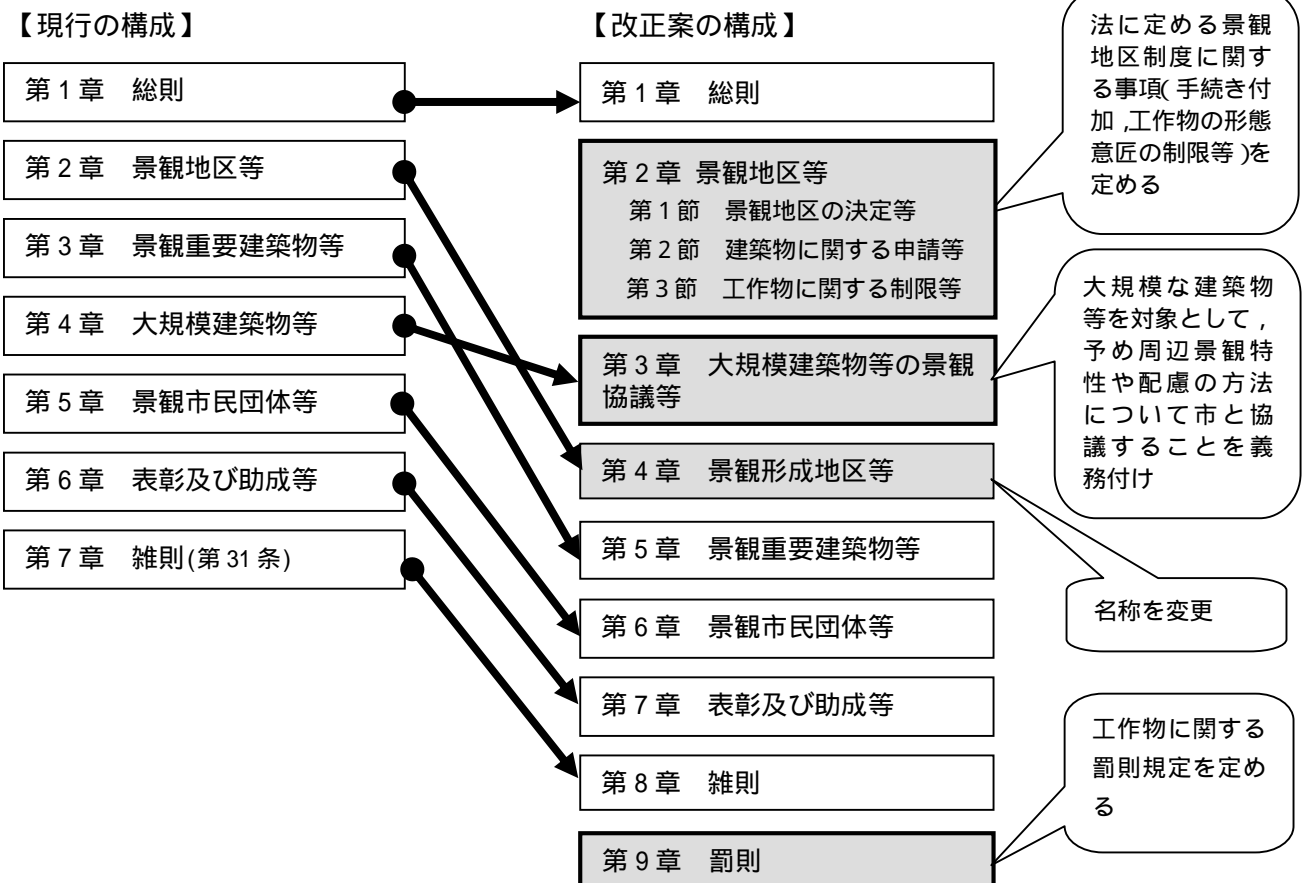 【現行の構成】
第1章　総則
第2章　景観地区等
第3章　景観重要建築物等
第4章　大規模建築物等
第5章　景観市民団体等
第6章　表彰及び助成等
第7章　雑則(第31条)
【改正案の構成】
第1章　総則
第2章 景観地区等
第1節　景観地区の決定等
第2節　建築物に関する申請等
第3節　工作物に関する制限等
第3章　大規模建築物等の景観
協議等
第4章　景観形成地区等
第5章　景観重要建築物等
第6章　景観市民団体等
第7章　表彰及び助成等
第8章　雑則
第9章　罰則
法に定める景観
地区制度に関す
る事項(手続き付
加,工作物の形態
意匠の制限等)を
定める
大規模な建築物
等を対象として,
予め周辺景観特
性や配慮の方法
について市と協
議することを義
務付け
名称を変更
工作物に関する
罰則規定を定め
る